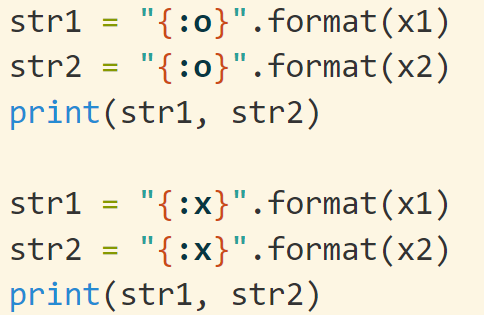 str1 = "{:o}".format(x1)
str2 = "{:o}".format(x2)
print(str1, str2)

str1 = "{:x}".format(x1)
str2 = "{:x}".format(x2)
print(str1, str2)